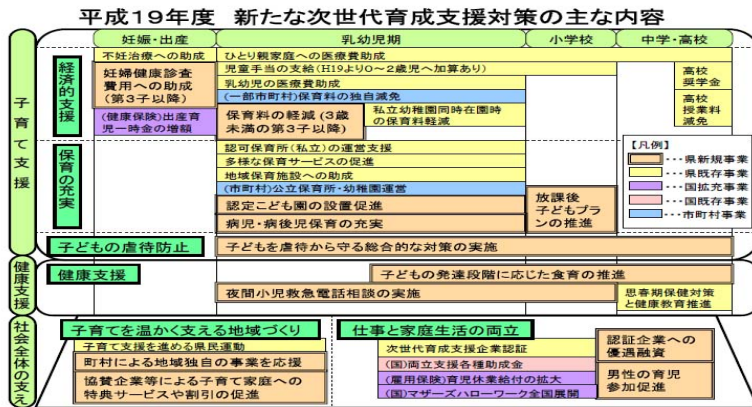 平成19年度 新たな次世代育成支援対策の主な内容
妊娠・出産
乳幼児期
小学校
中学・高校
子育て支援
経済的支援
不妊治療への助成
ひとり親家庭への医療費助成
妊婦健康診査
費用への助成
(第3子以降)
児童手当の支給(H19より0~2歳児へ加算あり)
乳幼児の医療費助成
(一部市町村)保育料の独自減免
(健康保険)出産育
児一時金の増額
保育料の軽減(3歳
未満の第3子以降)
私立幼稚園同時在園時
の保育料軽減
高校
奨学金
高校
授業料
減免
保育の充実
認可保育所(私立)の運営支援
多様な保育サービスの促進
地域保育施設への助成
(市町村)公立保育所・幼稚園運営
認定こども園の設置促進
病児・病後児保育の充実
放課後
子どもプラ
ンの推進
【凡例】
・・・県新規事業
・・・県既存事業
・・・国拡充事業
・・・国既存事業
・・・市町村事業
子どもの虐待防止
子どもを虐待から守る総合的な対策の実施
健康支援
健康支援
子どもの発達段階に応じた食育の推進
夜間小児救急電話相談の実施
思春期保健対策
と健康教育推進
社会全体の支え
子育てを温かく支える地域づくり
子育て支援を進める県民運動
町村による地域独自の事業を応援
協賛企業等による子育て家庭への
特典サービスや割引の促進
仕事と家庭生活の両立
次世代育成支援企業認証
(国)両立支援各種助成金
(雇用保険)育児休業給付の拡大
(国)マザーズハローワーク全国展開
認証企業への
優遇融資
男性の育児
参加促進